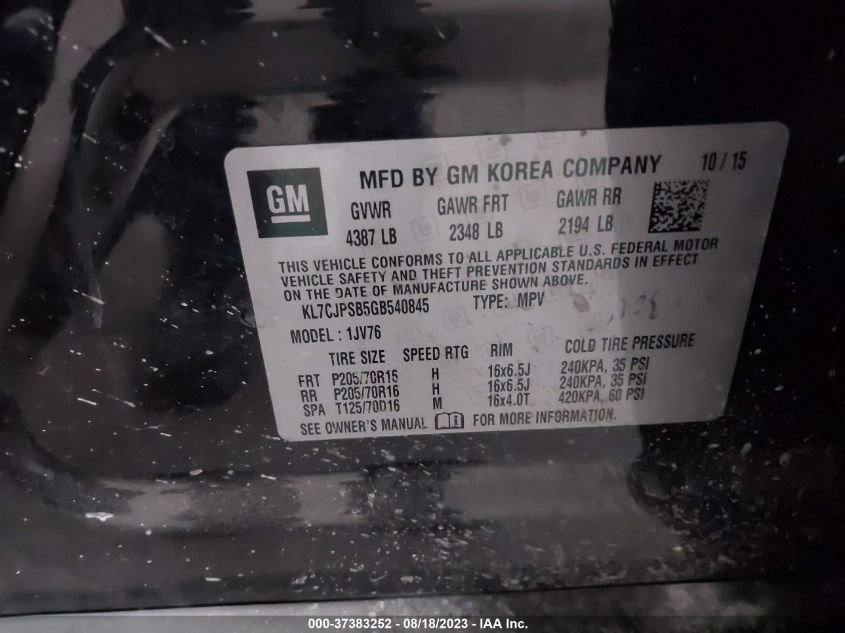 GM
MFD BY GM KOREA COMPANY 10 / 15
GVWR GAWR FRT GAWR RR
4387 LB 2348 LB 2194 LB
THIS VEHICLE CONFORMS TO ALL APPLICABLE U.S. FEDERAL MOTOR
VEHICLE SAFETY AND THEFT PREVENTION STANDARDS IN EFFECT
ON THE DATE OF MANUFACTURE SHOWN ABOVE.
KL7CJPSB5GB540845 TYPE: MPV
MODEL : 1JV76
TIRE SIZE SPEED RTG RIM COLD TIRE PRESSURE
FRT P205/70R16 H 16x6.5J 240KPA, 35 PSI
RR P205/70R16 H 16x6.5J 240KPA, 35 PSI
SPA T125/70D16 M 16x4.0T 420KPA, 60 PSI
SEE OWNER'S MANUAL FOR MORE INFORMATION.
000-37383252 - 08/18/2023 - IAA Inc.